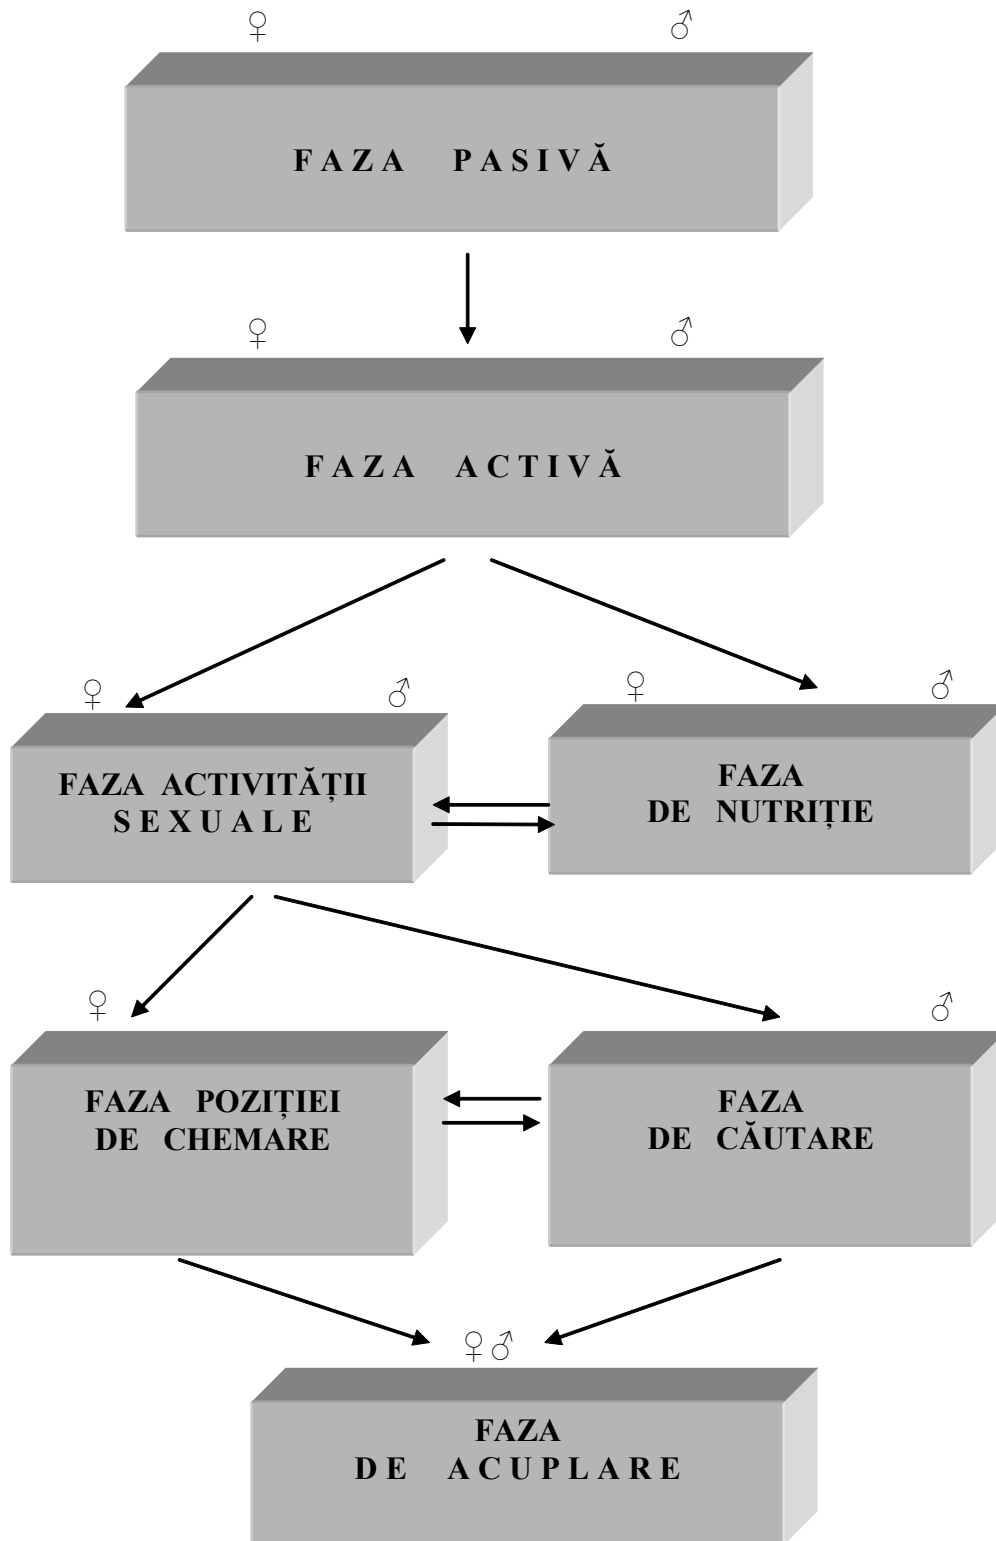 ♀ ♂
F A Z A P A S I V Ă
♀ ♂
F A Z A A C T I V Ă
♀ ♂
FAZA ACTIVITĂȚII
S E X U A L E
♀ ♂
FAZA
DE NUTRIȚIE
♀
FAZA POZIȚIEI
DE CHEMARE
♂
FAZA
DE CĂUTARE
♀♂
FAZA
D E A C U P L A R E